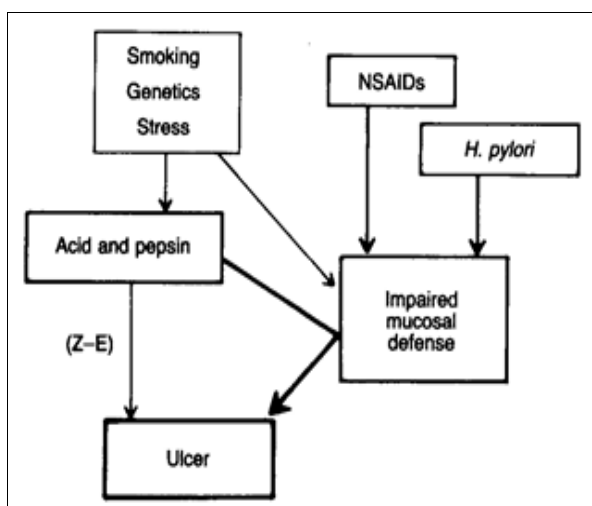 Smoking
Genetics
Stress
NSAIDs
H. pylori
Acid and pepsin
Impaired
mucosal
defense
(Z–E)
Ulcer